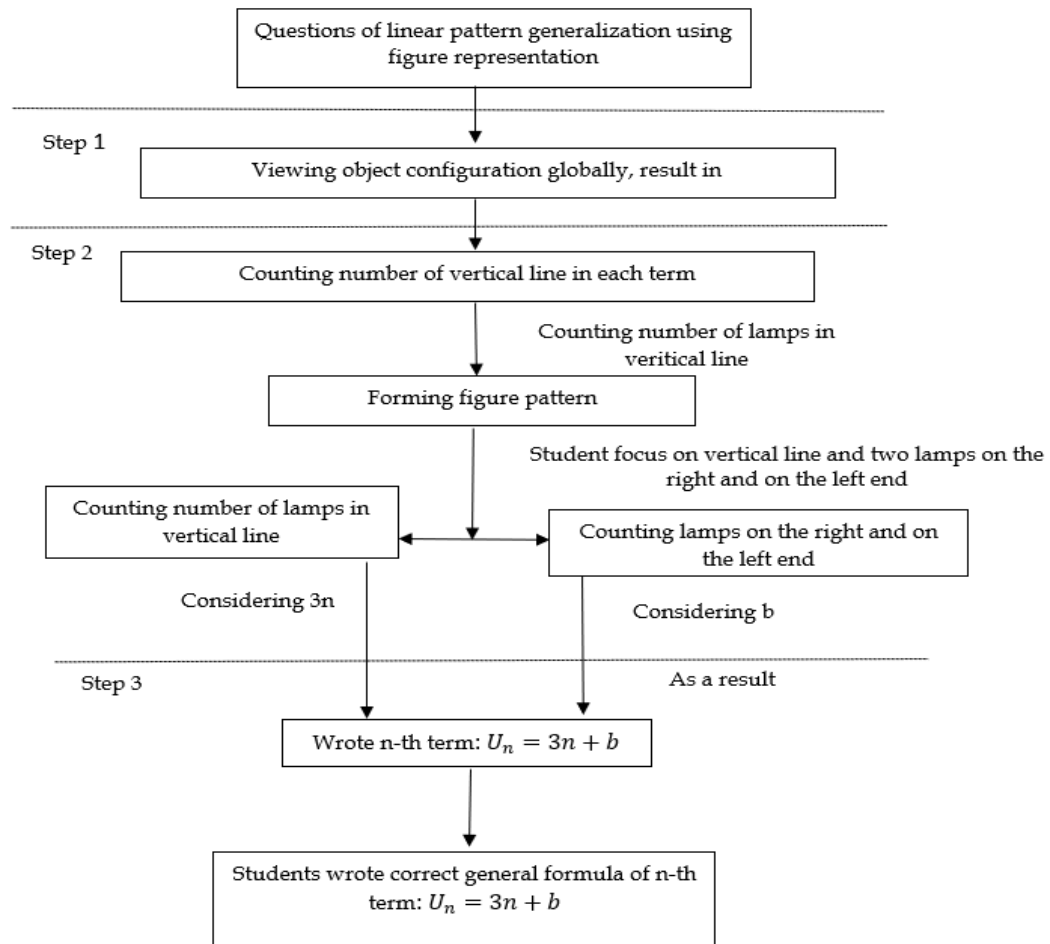 Questions of linear pattern generalization using
figure representation
Step 1
Viewing object configuration globally, result in
Step 2
Counting number of vertical line in each term
Counting number of lamps in
veritical line
Forming figure pattern
Student focus on vertical line and two lamps on the
right and on the left end
Counting number of lamps in
vertical line
Counting lamps on the right and on
the left end
Considering 3n
Considering b
Step 3
As a result
Wrote n-th term: Uₙ = 3n + b
Students wrote correct general formula of n-th
term: Uₙ = 3n + b